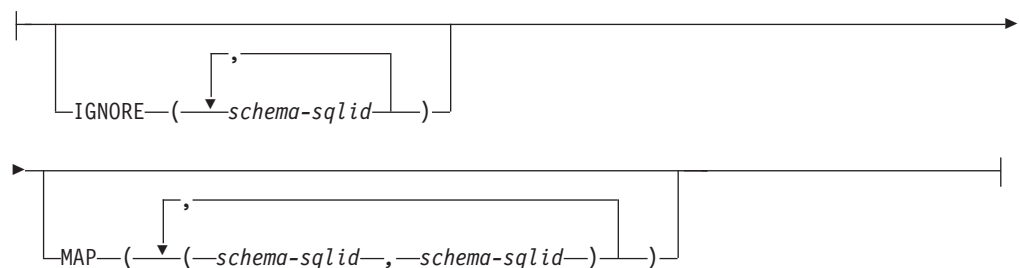 ,
IGNORE ( schema-sqlid )
,
MAP ( ( schema-sqlid , schema-sqlid ) )